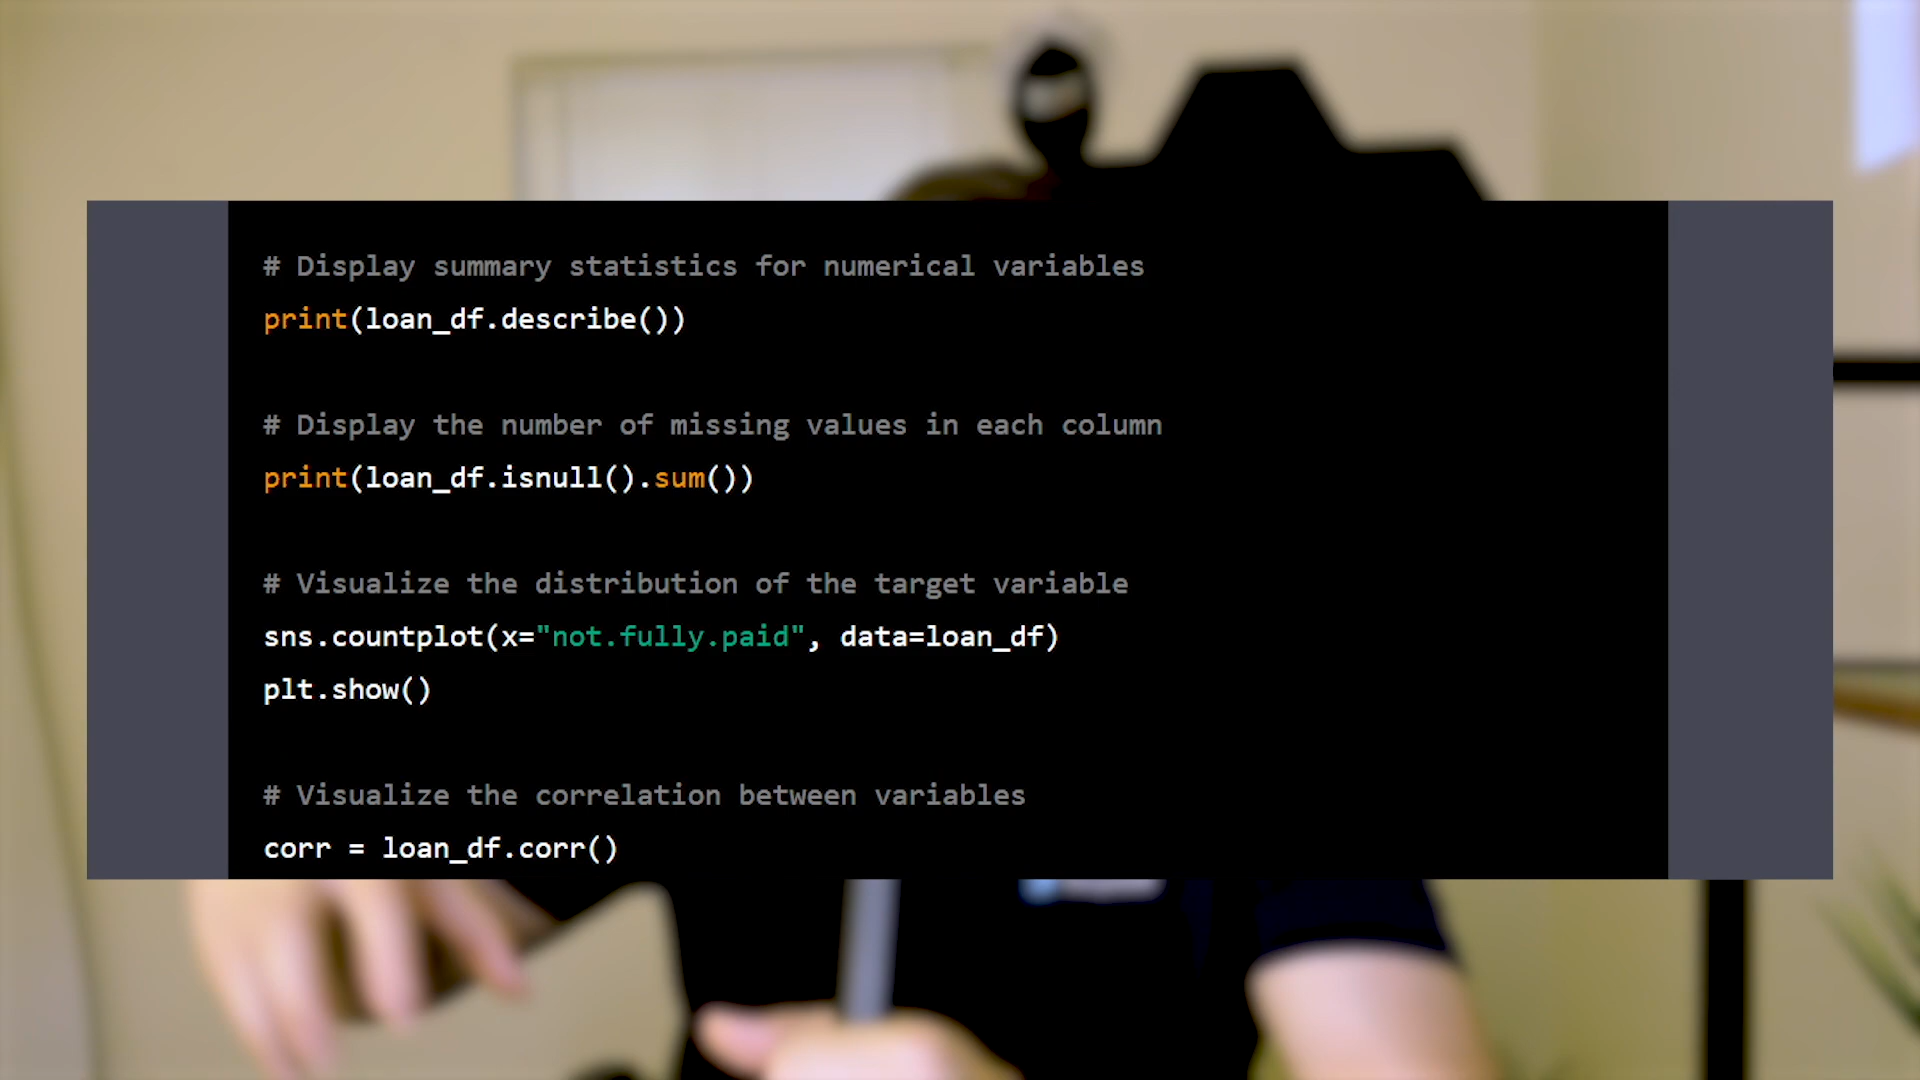 # Display summary statistics for numerical variables
print(loan_df.describe())
# Display the number of missing values in each column
print(loan_df.isnull().sum())
# Visualize the distribution of the target variable
sns.countplot(x="not.fully.paid", data=loan_df)
plt.show()
# Visualize the correlation between variables
corr = loan_df.corr()